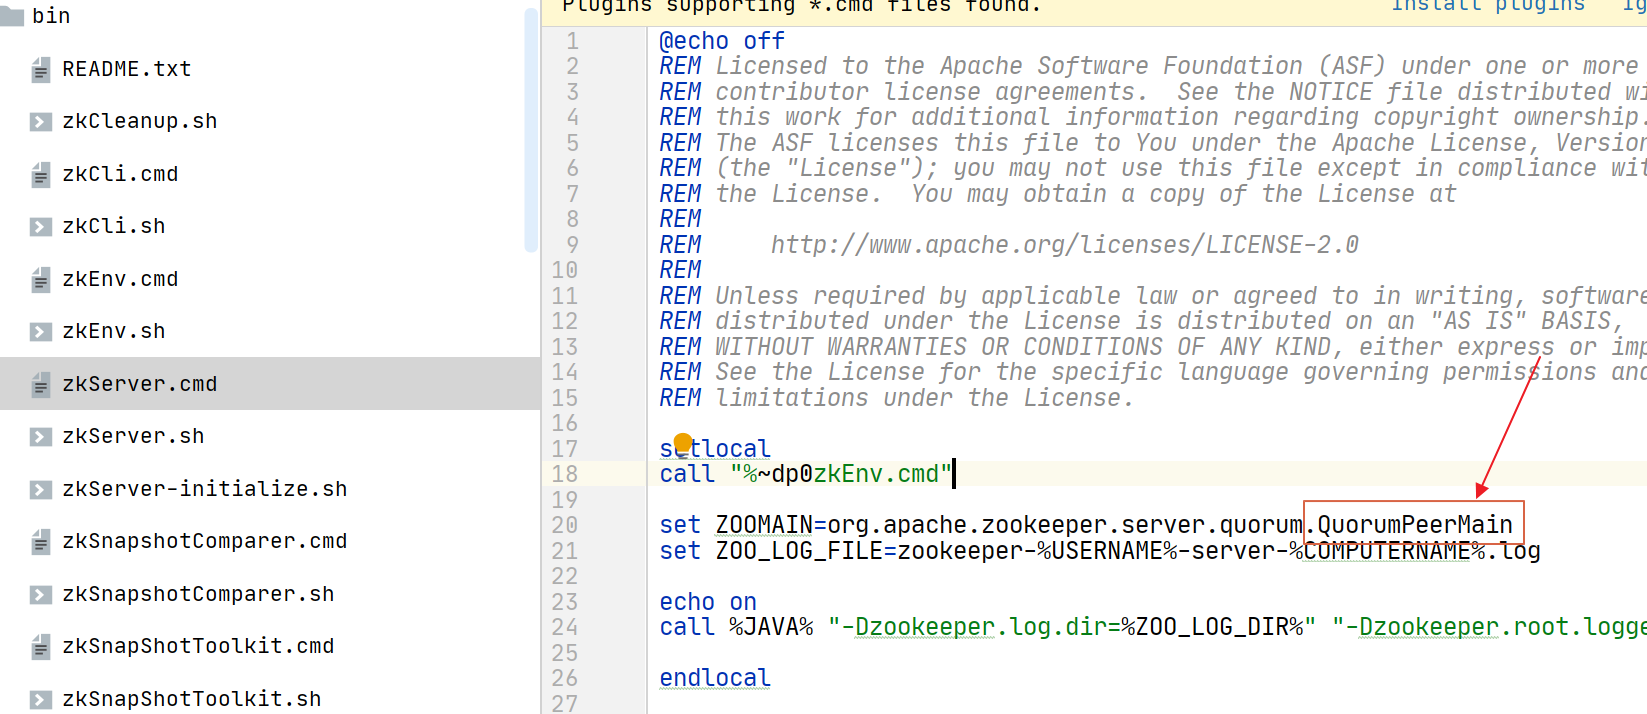 bin
README.txt
zkCleanup.sh
zkCli.cmd
zkCli.sh
zkEnv.cmd
zkEnv.sh
zkServer.cmd
zkServer.sh
zkServer-initialize.sh
zkSnapshotComparer.cmd
zkSnapshotComparer.sh
zkSnapShotToolkit.cmd
zkSnapShotToolkit.sh
Plugins supporting *.cmd files found. Install plugins Ig
1 @echo off
2 REM Licensed to the Apache Software Foundation (ASF) under one or more
3 REM contributor license agreements.  See the NOTICE file distributed wi
4 REM this work for additional information regarding copyright ownership.
5 REM The ASF licenses this file to You under the Apache License, Version
6 REM (the "License"); you may not use this file except in compliance wit
7 REM the License.  You may obtain a copy of the License at
8 REM
9 REM     http://www.apache.org/licenses/LICENSE-2.0
10 REM
11 REM Unless required by applicable law or agreed to in writing, software
12 REM distributed under the License is distributed on an "AS IS" BASIS,
13 REM WITHOUT WARRANTIES OR CONDITIONS OF ANY KIND, either express or imp
14 REM See the License for the specific language governing permissions and
15 REM limitations under the License.
16
17 setlocal
18 call "%~dp0zkEnv.cmd"
19
20 set ZOOMAIN=org.apache.zookeeper.server.quorum.QuorumPeerMain
21 set ZOO_LOG_FILE=zookeeper-%USERNAME%-server-%COMPUTERNAME%.log
22
23 echo on
24 call %JAVA% "-Dzookeeper.log.dir=%ZOO_LOG_DIR%" "-Dzookeeper.root.logge
25
26 endlocal
27